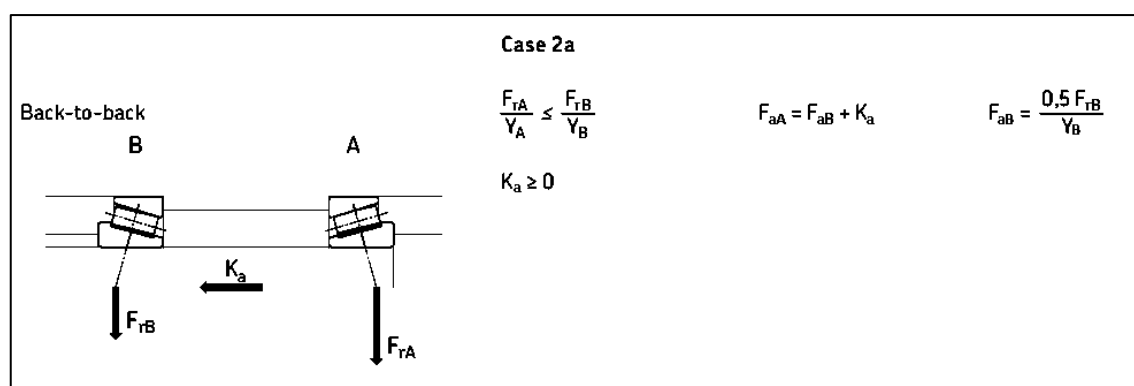 Case 2a
Back-to-back
F_rA / Y_A ≤ F_rB / Y_B
F_aA = F_aB + K_a
F_aB = 0,5 F_rB / Y_B
K_a ≥ 0
B
A
K_a
F_rB
F_rA